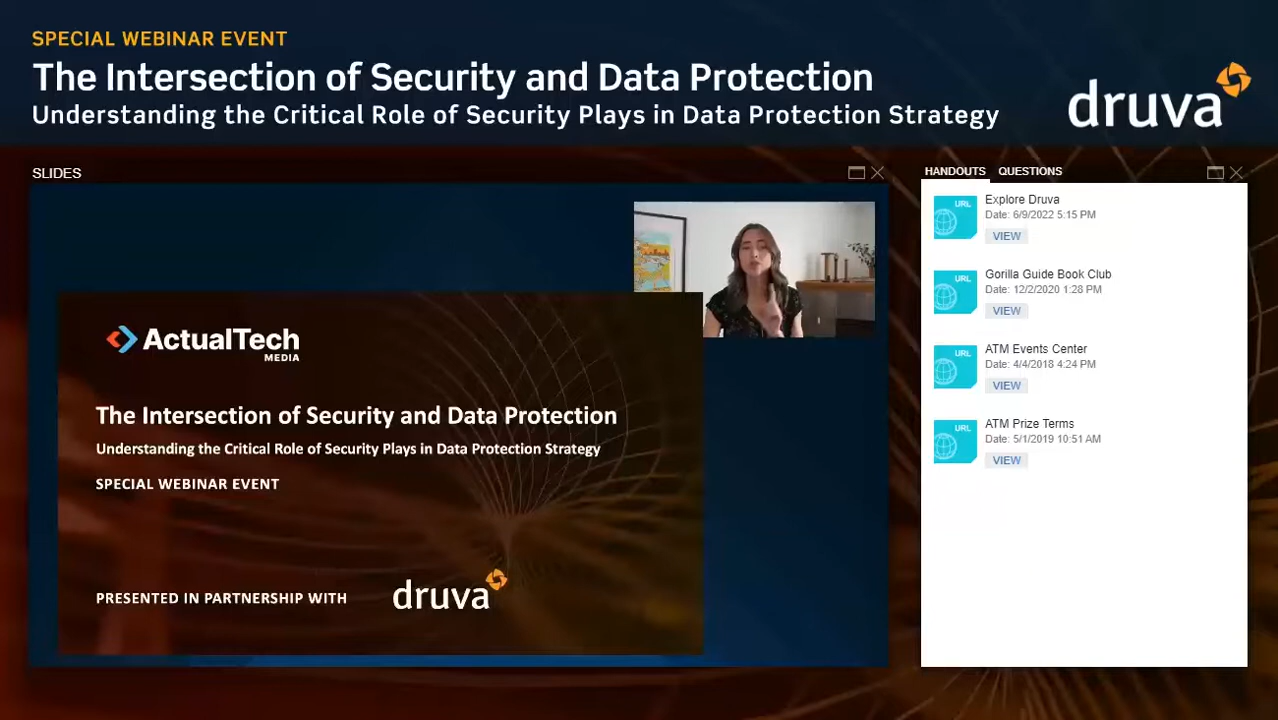 SPECIAL WEBINAR EVENT
The Intersection of Security and Data Protection
Understanding the Critical Role of Security Plays in Data Protection Strategy
druva
SLIDES
ActualTech
MEDIA
The Intersection of Security and Data Protection
Understanding the Critical Role of Security Plays in Data Protection Strategy
SPECIAL WEBINAR EVENT
PRESENTED IN PARTNERSHIP WITH
druva
HANDOUTS QUESTIONS
URL
Explore Druva
Date: 6/9/2022 5:15 PM
VIEW
URL
Gorilla Guide Book Club
Date: 12/2/2020 1:28 PM
VIEW
URL
ATM Events Center
Date: 4/4/2018 4:24 PM
VIEW
URL
ATM Prize Terms
Date: 5/1/2019 10:51 AM
VIEW